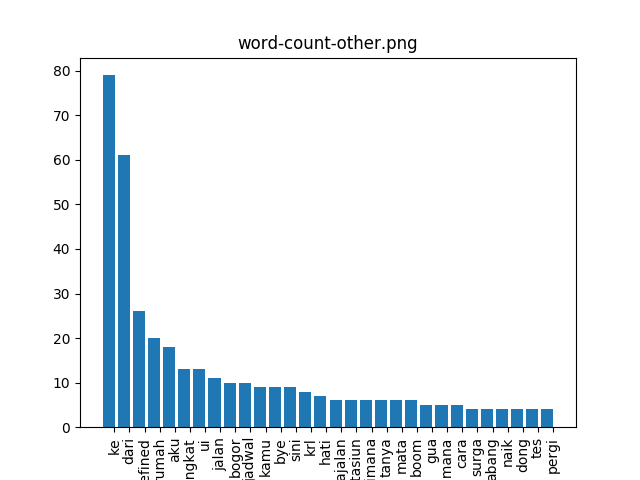 word-count-other.png
80
70
60
50
40
30
20
10
0
ke
dari
efined
rumah
aku
ngkat
ui
jalan
bogor
jadwal
kamu
bye
sini
krl
hati
ajalan
tasiun
imana
tanya
mata
boom
gua
mana
cara
surga
abang
naik
dong
tes
pergi